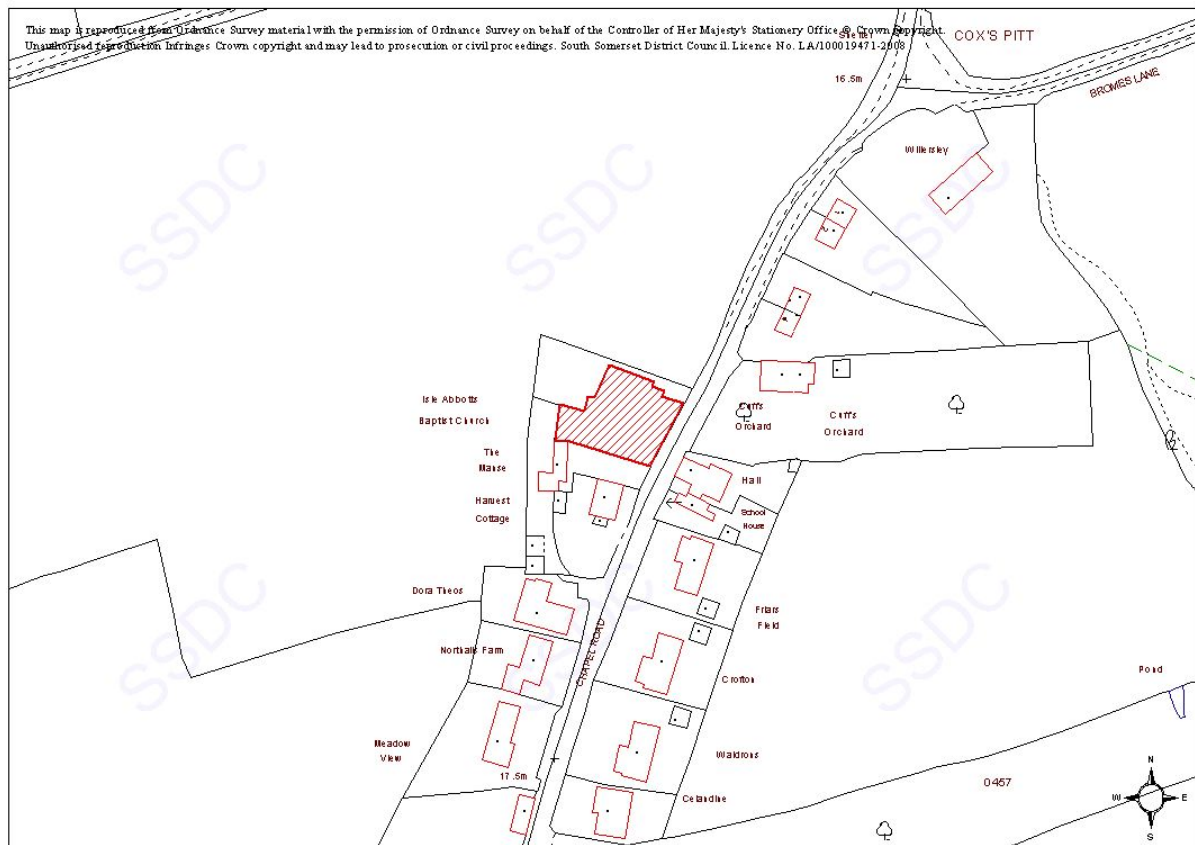 This map is reproduced from Ordnance Survey material with the permission of Ordnance Survey on behalf of the Controller of Her Majesty's Stationery Office © Crown Copyright.
Unauthorised reproduction infringes Crown copyright and may lead to prosecution or civil proceedings. South Somerset District Council. Licence No. LA/100019471-2008
Shelter
COX'S PITT
16.5m
BROMES LANE
Willersley
SSDC
SSDC
SSDC
1
2
Isle Abbotts
Baptist Church
Cuffs
Orchard
Cuffs
Orchard
The
Manse
Hall
Harvest
Cottage
School
House
Dora Theos
Friars
Field
SSDC
SSDC
SSDC
CHAPEL ROAD
Northalls Farm
Crofton
Pond
Meadow
View
Waldrons
17.5m
0457
Celandine
N
W
E
S